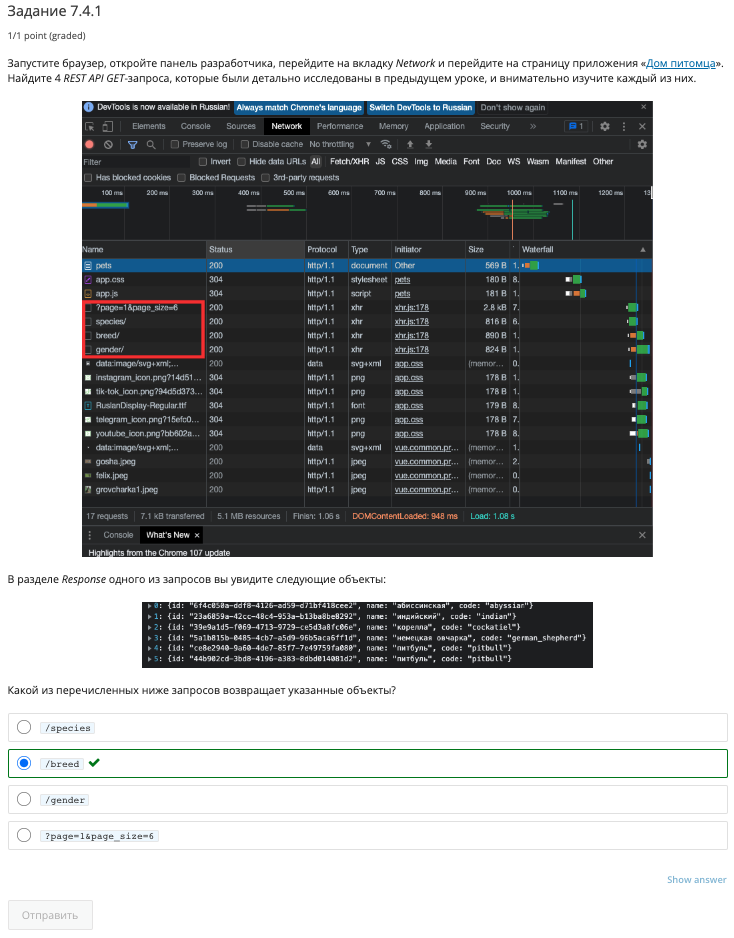 Задание 7.4.1
1/1 point (graded)
Запустите браузер, откройте панель разработчика, перейдите на вкладку Network и перейдите на страницу приложения «Дом питомца».
Найдите 4 REST API GET-запроса, которые были детально исследованы в предыдущем уроке, и внимательно изучите каждый из них.
DevTools is now available in Russian! Always match Chrome's language Switch DevTools to Russian Don't show again
Elements Console Sources Network Performance Memory Application Security » 1
Preserve log Disable cache No throttling
Filter Invert Hide data URLs All Fetch/XHR JS CSS Img Media Font Doc WS Wasm Manifest Other
Has blocked cookies Blocked Requests 3rd-party requests
100 ms 200 ms 300 ms 400 ms 500 ms 600 ms 700 ms 800 ms 900 ms 1000 ms 1100 ms 1200 ms 13
Name Status Protocol Type Initiator Size Waterfall
pets 200 http/1.1 document Other 569 B 1.
app.css 304 http/1.1 stylesheet pets 180 B 8.
app.js 304 http/1.1 script pets 181 B 1.
?page=1&page_size=6 200 http/1.1 xhr xhr.js:178 2.8 kB 7.
species/ 200 http/1.1 xhr xhr.js:178 816 B 6.
breed/ 200 http/1.1 xhr xhr.js:178 890 B 1.
gender/ 200 http/1.1 xhr xhr.js:178 824 B 1.
data:image/svg+xml;... 200 data svg+xml app.css (memor... 0.
instagram_icon.png?14d51... 304 http/1.1 png app.css 178 B 1.
tik-tok_icon.png?94d5d373... 304 http/1.1 png app.css 178 B 1.
RuslanDisplay-Regular.ttf 304 http/1.1 font app.css 179 B 8.
telegram_icon.png?15efc0... 304 http/1.1 png app.css 178 B 7.
youtube_icon.png?bb602a... 304 http/1.1 png app.css 178 B 8.
data:image/svg+xml;... 200 data svg+xml vue.common.pr... (memor... 1.
gosha.jpeg 200 http/1.1 jpeg vue.common.pr... (memor... 2.
felix.jpeg 200 http/1.1 jpeg vue.common.pr... (memor... 0.
grovcharka1.jpeg 200 http/1.1 jpeg vue.common.pr... (memor... 0.
17 requests 7.1 kB transferred 5.1 MB resources Finish: 1.06 s DOMContentLoaded: 948 ms Load: 1.08 s
Console What's New ×
Highlights from the Chrome 107 update
В разделе Response одного из запросов вы увидите следующие объекты:
0: {id: "6f4c050a-ddf8-4126-ad59-d71bf418cee2", name: "абиссинская", code: "abyssian"}
1: {id: "23a6859a-42cc-48c4-953a-b13ba8be8292", name: "индийский", code: "indian"}
2: {id: "39e9a1d5-f069-4713-9729-ce5d3a8fc06e", name: "корелла", code: "cockatiel"}
3: {id: "5a1b815b-0485-4cb7-a5d9-96b5aca6ff1d", name: "немецкая овчарка", code: "german_shepherd"}
4: {id: "ce8e2940-9a60-4de7-85f7-7e49759fa080", name: "питбуль", code: "pitbull"}
5: {id: "44b902cd-3bd8-4196-a383-8dbd014081d2", name: "питбуль", code: "pitbull"}
Какой из перечисленных ниже запросов возвращает указанные объекты?
/species
/breed
/gender
?page=1&page_size=6
Show answer
Отправить